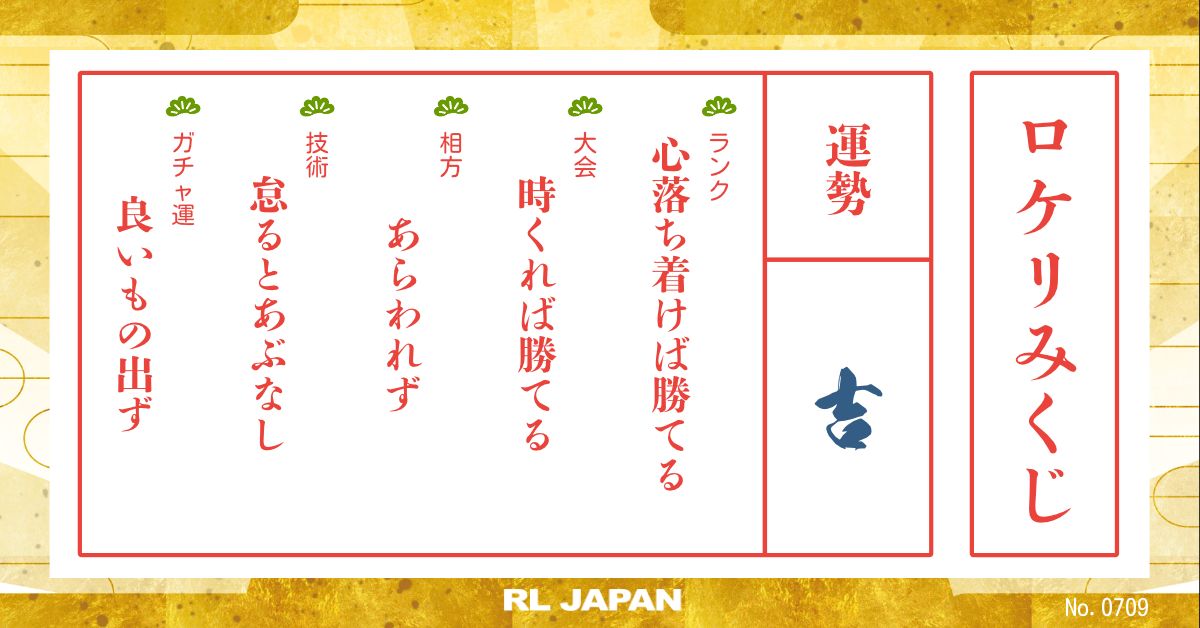 ロケリみくじ
運勢
吉
ランク
心落ち着けば勝てる
大会
時くれば勝てる
相方
あらわれず
技術
怠るとあぶなし
ガチャ運
良いもの出ず
RL JAPAN
No. 0709